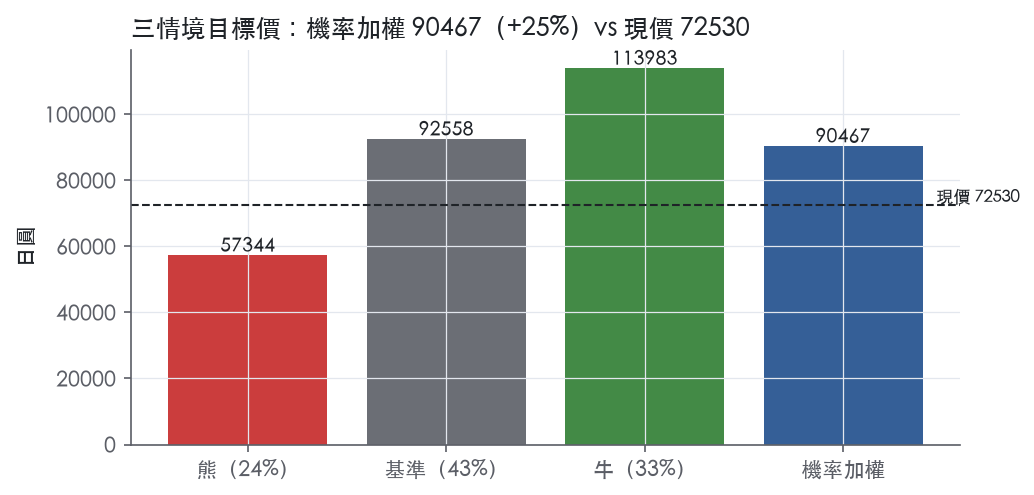 三情境目標價：機率加權 90467（+25%）vs 現價 72530
113983
100000
92558
90467
80000
現價 72530
日圓
60000
57344
40000
20000
0
熊（24%）
基準（43%）
牛（33%）
機率加權